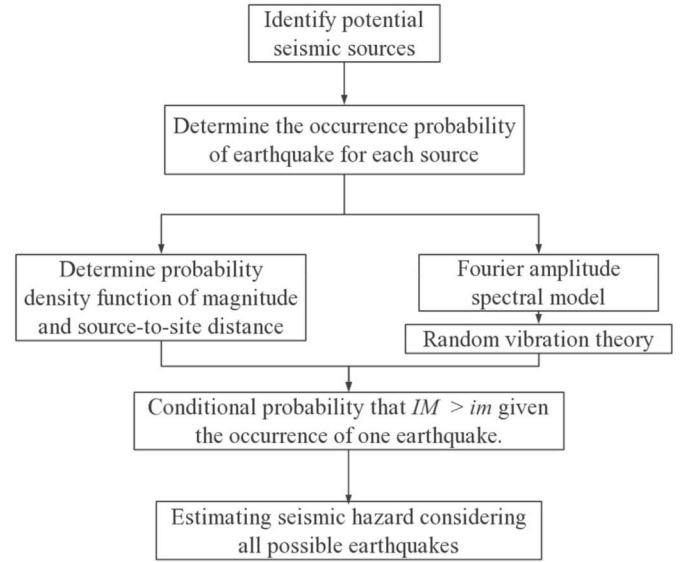 Identify potential
seismic sources
Determine the occurrence probability
of earthquake for each source
Determine probability
density function of magnitude
and source-to-site distance
Fourier amplitude
spectral model
Random vibration theory
Conditional probability that IM > im given
the occurrence of one earthquake.
Estimating seismic hazard considering
all possible earthquakes